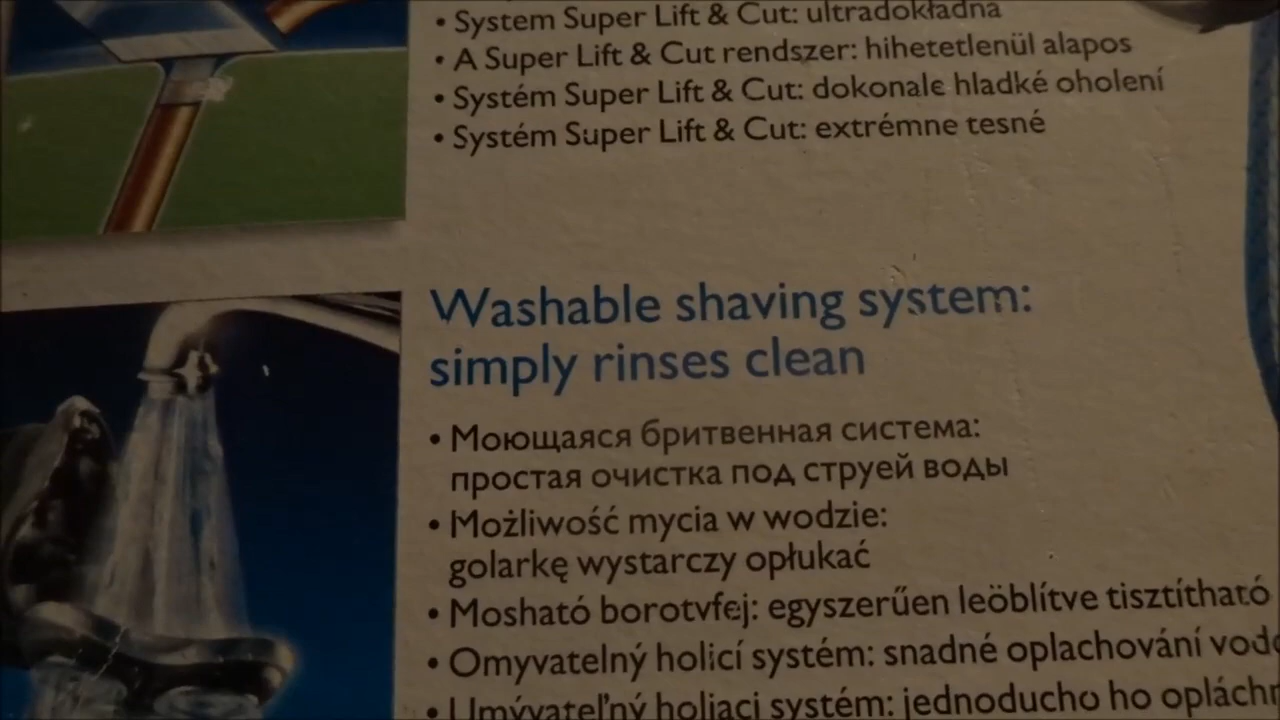 • System Super Lift & Cut: ultradokładna
• A Super Lift & Cut rendszer: hihetetlenül alapos
• Systém Super Lift & Cut: dokonale hladké oholení
• Systém Super Lift & Cut: extrémne tesné
Washable shaving system:
simply rinses clean
• Моющаяся бритвенная система:
простая очистка под струей воды
• Możliwość mycia w wodzie:
golarkę wystarczy opłukać
• Mosható borotvfej: egyszerűen leöblítve tisztítható
• Omyvatelný holicí systém: snadné oplachování
• Umývateľný holiaci systém: jednoducho ho